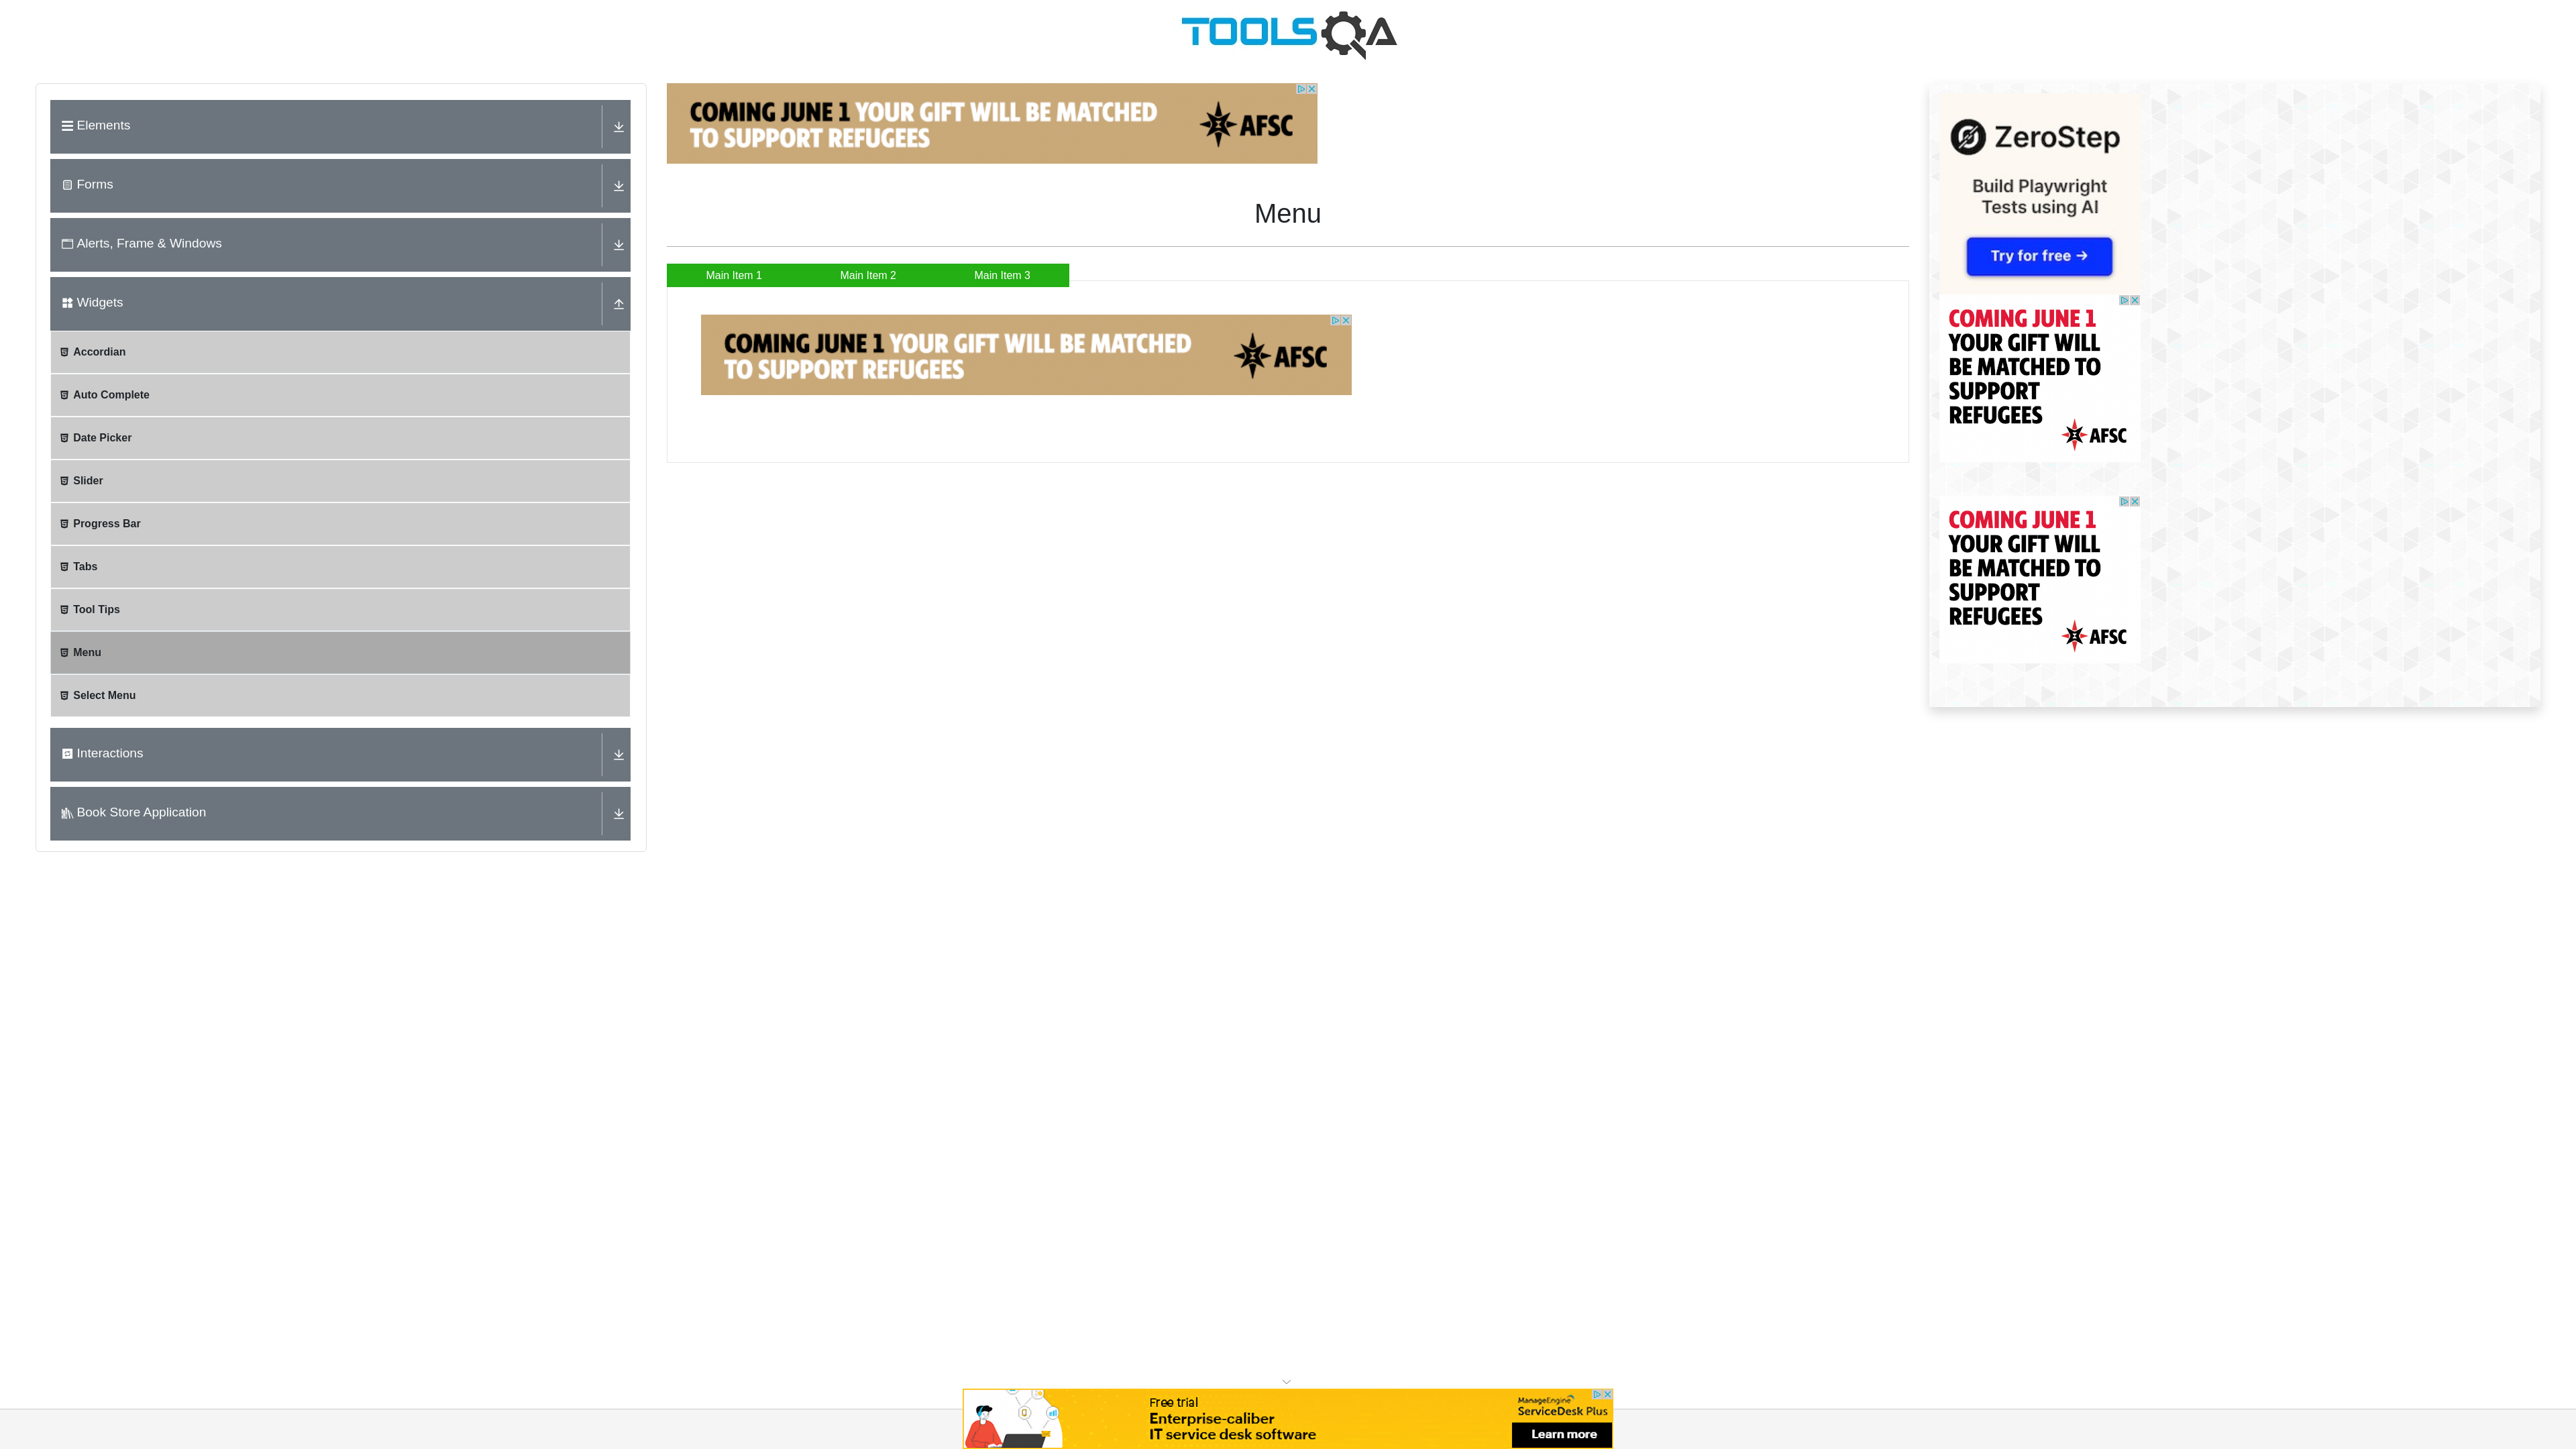 TOOLSQA
Elements
Forms
Alerts, Frame & Windows
Widgets
Accordian
Auto Complete
Date Picker
Slider
Progress Bar
Tabs
Tool Tips
Menu
Select Menu
Interactions
Book Store Application
COMING JUNE 1 YOUR GIFT WILL BE MATCHED
TO SUPPORT REFUGEES
AFSC
Menu
Main Item 1
Main Item 2
Main Item 3
COMING JUNE 1 YOUR GIFT WILL BE MATCHED
TO SUPPORT REFUGEES
AFSC
ZeroStep
Build Playwright
Tests using AI
Try for free →
COMING JUNE 1
YOUR GIFT WILL
BE MATCHED TO
SUPPORT
REFUGEES
AFSC
COMING JUNE 1
YOUR GIFT WILL
BE MATCHED TO
SUPPORT
REFUGEES
AFSC
Free trial
Enterprise-caliber
IT service desk software
ManageEngine
ServiceDesk Plus
Learn more